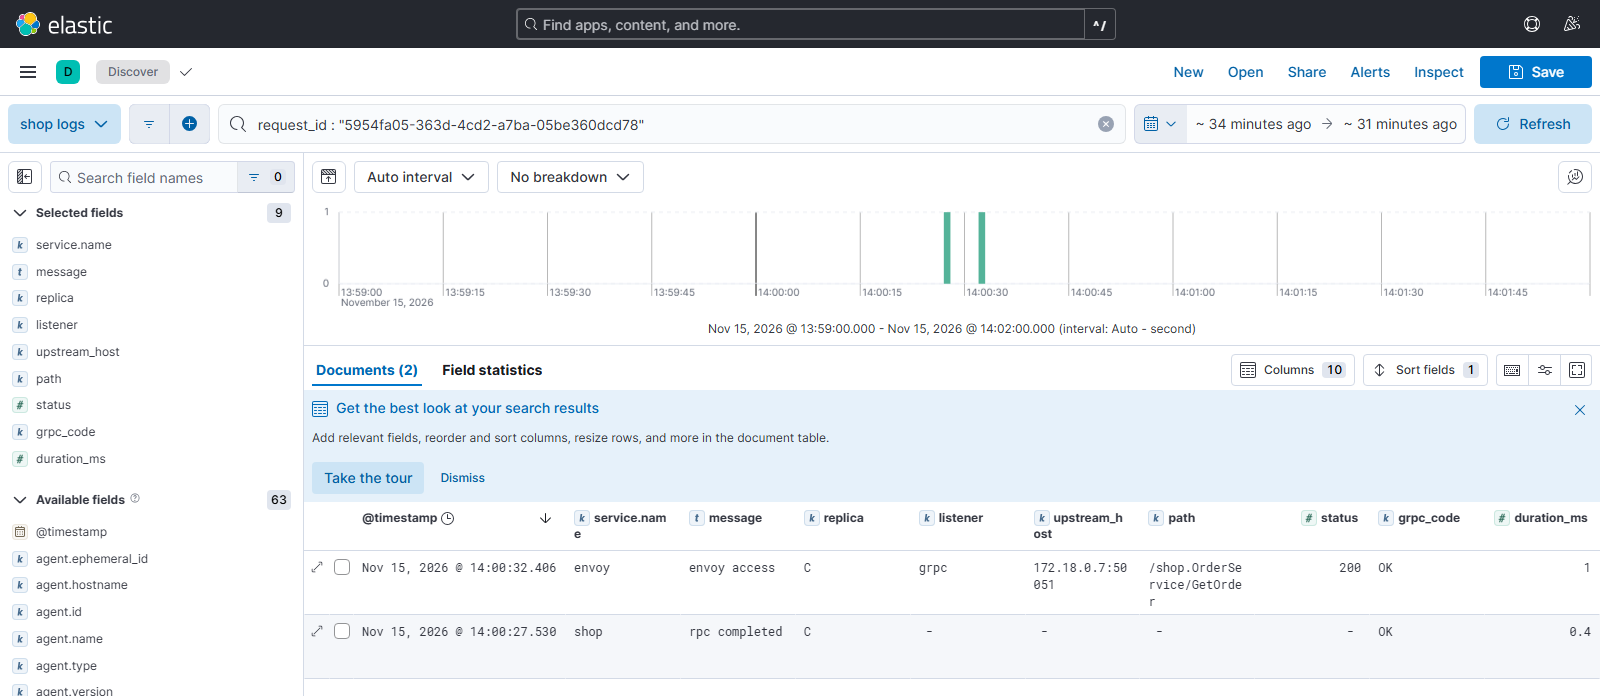 elastic
Find apps, content, and more.
^/
D
Discover
New
Open
Share
Alerts
Inspect
Save
shop logs
request_id : "5954fa05-363d-4cd2-a7ba-05be360dcd78"
~ 34 minutes ago → ~ 31 minutes ago
Refresh
Search field names
0
Auto interval
No breakdown
Selected fields
9
k service.name
t message
k replica
k listener
k upstream_host
k path
# status
k grpc_code
# duration_ms
Available fields
63
@timestamp
k agent.ephemeral_id
k agent.hostname
k agent.id
k agent.name
k agent.type
k agent.version
1
0
13:59:00
November 15, 2026
13:59:15
13:59:30
13:59:45
14:00:00
14:00:15
14:00:30
14:00:45
14:01:00
14:01:15
14:01:30
14:01:45
Nov 15, 2026 @ 13:59:00.000 - Nov 15, 2026 @ 14:02:00.000 (interval: Auto - second)
Documents (2)
Field statistics
Columns 10
Sort fields 1
Get the best look at your search results
Add relevant fields, reorder and sort columns, resize rows, and more in the document table.
Take the tour
Dismiss
@timestamp
k service.nam
e
t message
k replica
k listener
k upstream_h
ost
k path
# status
k grpc_code
# duration_ms
Nov 15, 2026 @ 14:00:32.406
envoy
envoy access
C
grpc
172.18.0.7:50
051
/shop.OrderSe
rvice/GetOrde
r
200
OK
1
Nov 15, 2026 @ 14:00:27.530
shop
rpc completed
C
-
-
-
-
OK
0.4